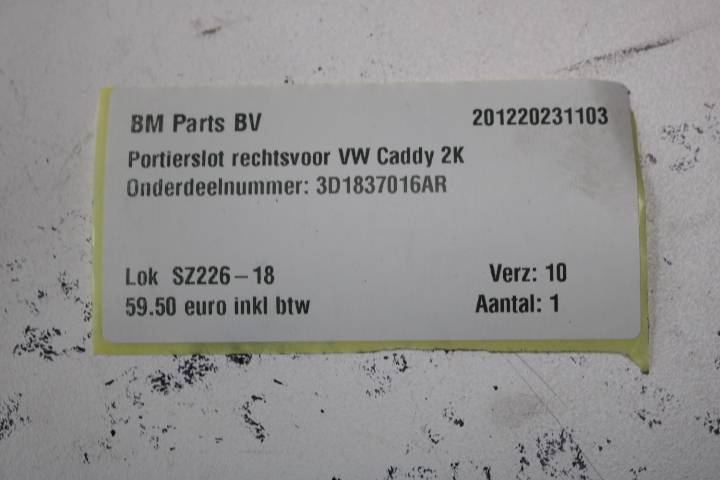 BM Parts BV 201220231103
Portierslot rechtsvoor VW Caddy 2K
Onderdeelnummer: 3D1837016AR
Lok SZ226-18 Verz: 10
59.50 euro inkl btw Aantal: 1